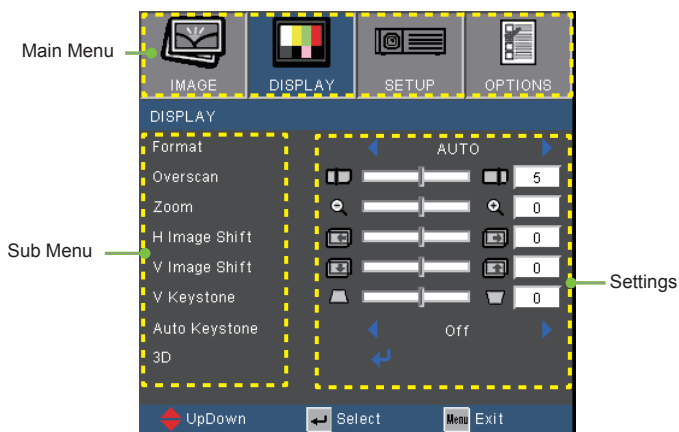 Main Menu
IMAGE DISPLAY SETUP OPTIONS
DISPLAY
Format AUTO
Overscan 5
Zoom 0
H Image Shift 0
Sub Menu
V Image Shift 0
Settings
V Keystone 0
Auto Keystone Off
3D
UpDown Select Menu Exit